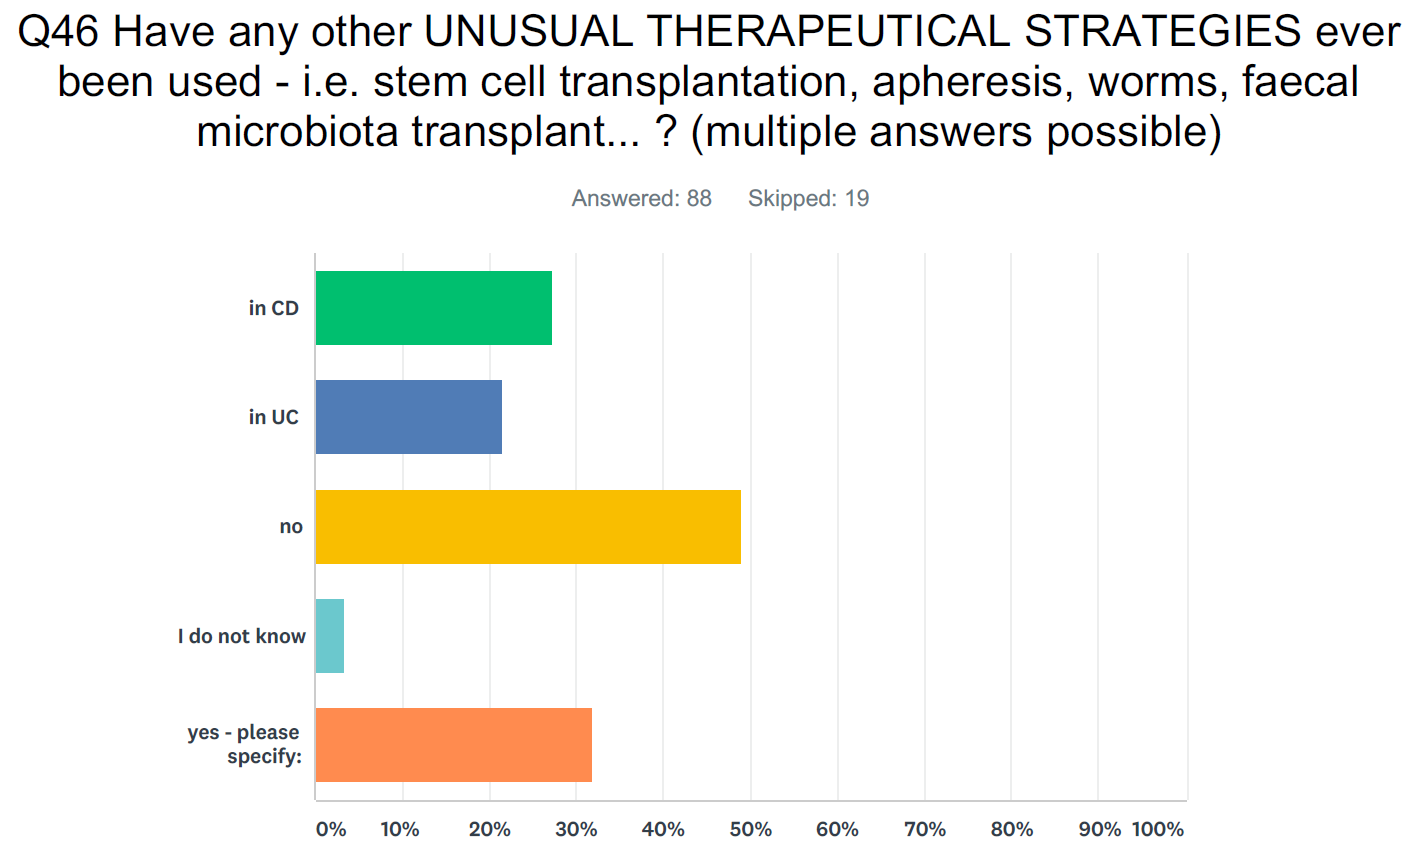 Q46 Have any other UNUSUAL THERAPEUTICAL STRATEGIES ever
been used - i.e. stem cell transplantation, apheresis, worms, faecal
microbiota transplant... ? (multiple answers possible)
Answered: 88 Skipped: 19
in CD
in UC
no
I do not know
yes - please
specify:
0% 10% 20% 30% 40% 50% 60% 70% 80% 90% 100%